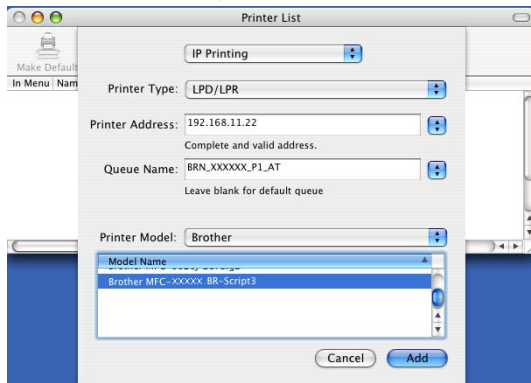 Printer List
IP Printing
Make Default
In Menu Nam
Printer Type: LPD/LPR
Printer Address: 192.168.11.22
Complete and valid address.
Queue Name: BRN_XXXXXX_P1_AT
Leave blank for default queue
Printer Model: Brother
Model Name
Brother MFC-XXXXX BR-Script3
Cancel Add